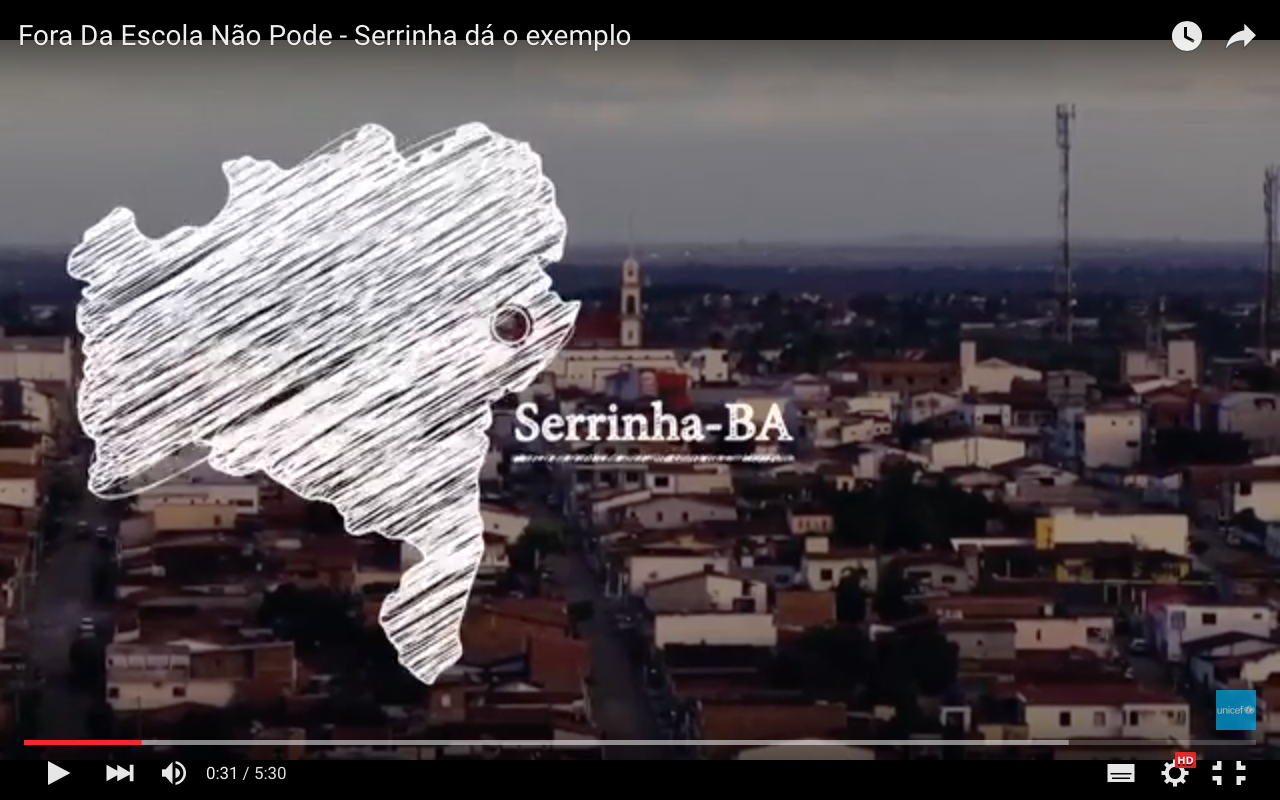 Fora Da Escola Não Pode - Serrinha dá o exemplo
Serrinha-BA
unicef
0:31 / 5:30
HD